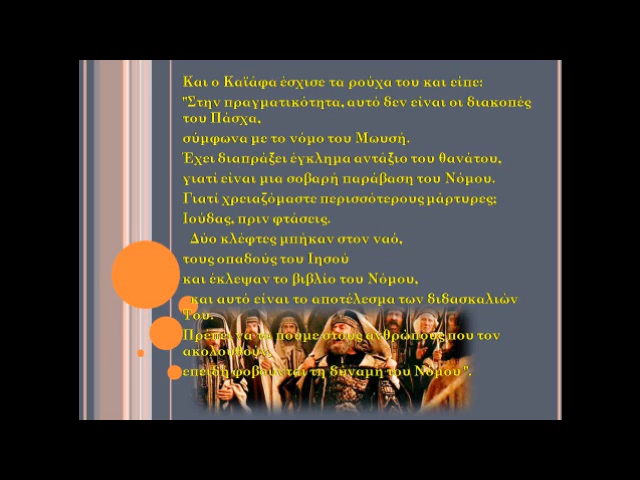 Και ο Καϊάφα έσχισε τα ρούχα του και είπε:
"Στην πραγματικότητα, αυτό δεν είναι οι διακοπές
του Πάσχα,
σύμφωνα με το νόμο του Μωυσή.
Έχει διαπράξει έγκλημα αντάξιο του θανάτου,
γιατί είναι μια σοβαρή παράβαση του Νόμου.
Γιατί χρειαζόμαστε περισσότερους μάρτυρες;
Ιούδας, πριν φτάσεις.
Δύο κλέφτες μπήκαν στον ναό,
τους οπαδούς του Ιησού
και έκλεψαν το βιβλίο του Νόμου,
και αυτό είναι το αποτέλεσμα των διδασκαλιών
Του.
Πρέπει να το πούμε στους ανθρώπους που τον
ακολουθούν,
επειδή φοβούνται τη δύναμη του Νόμου".